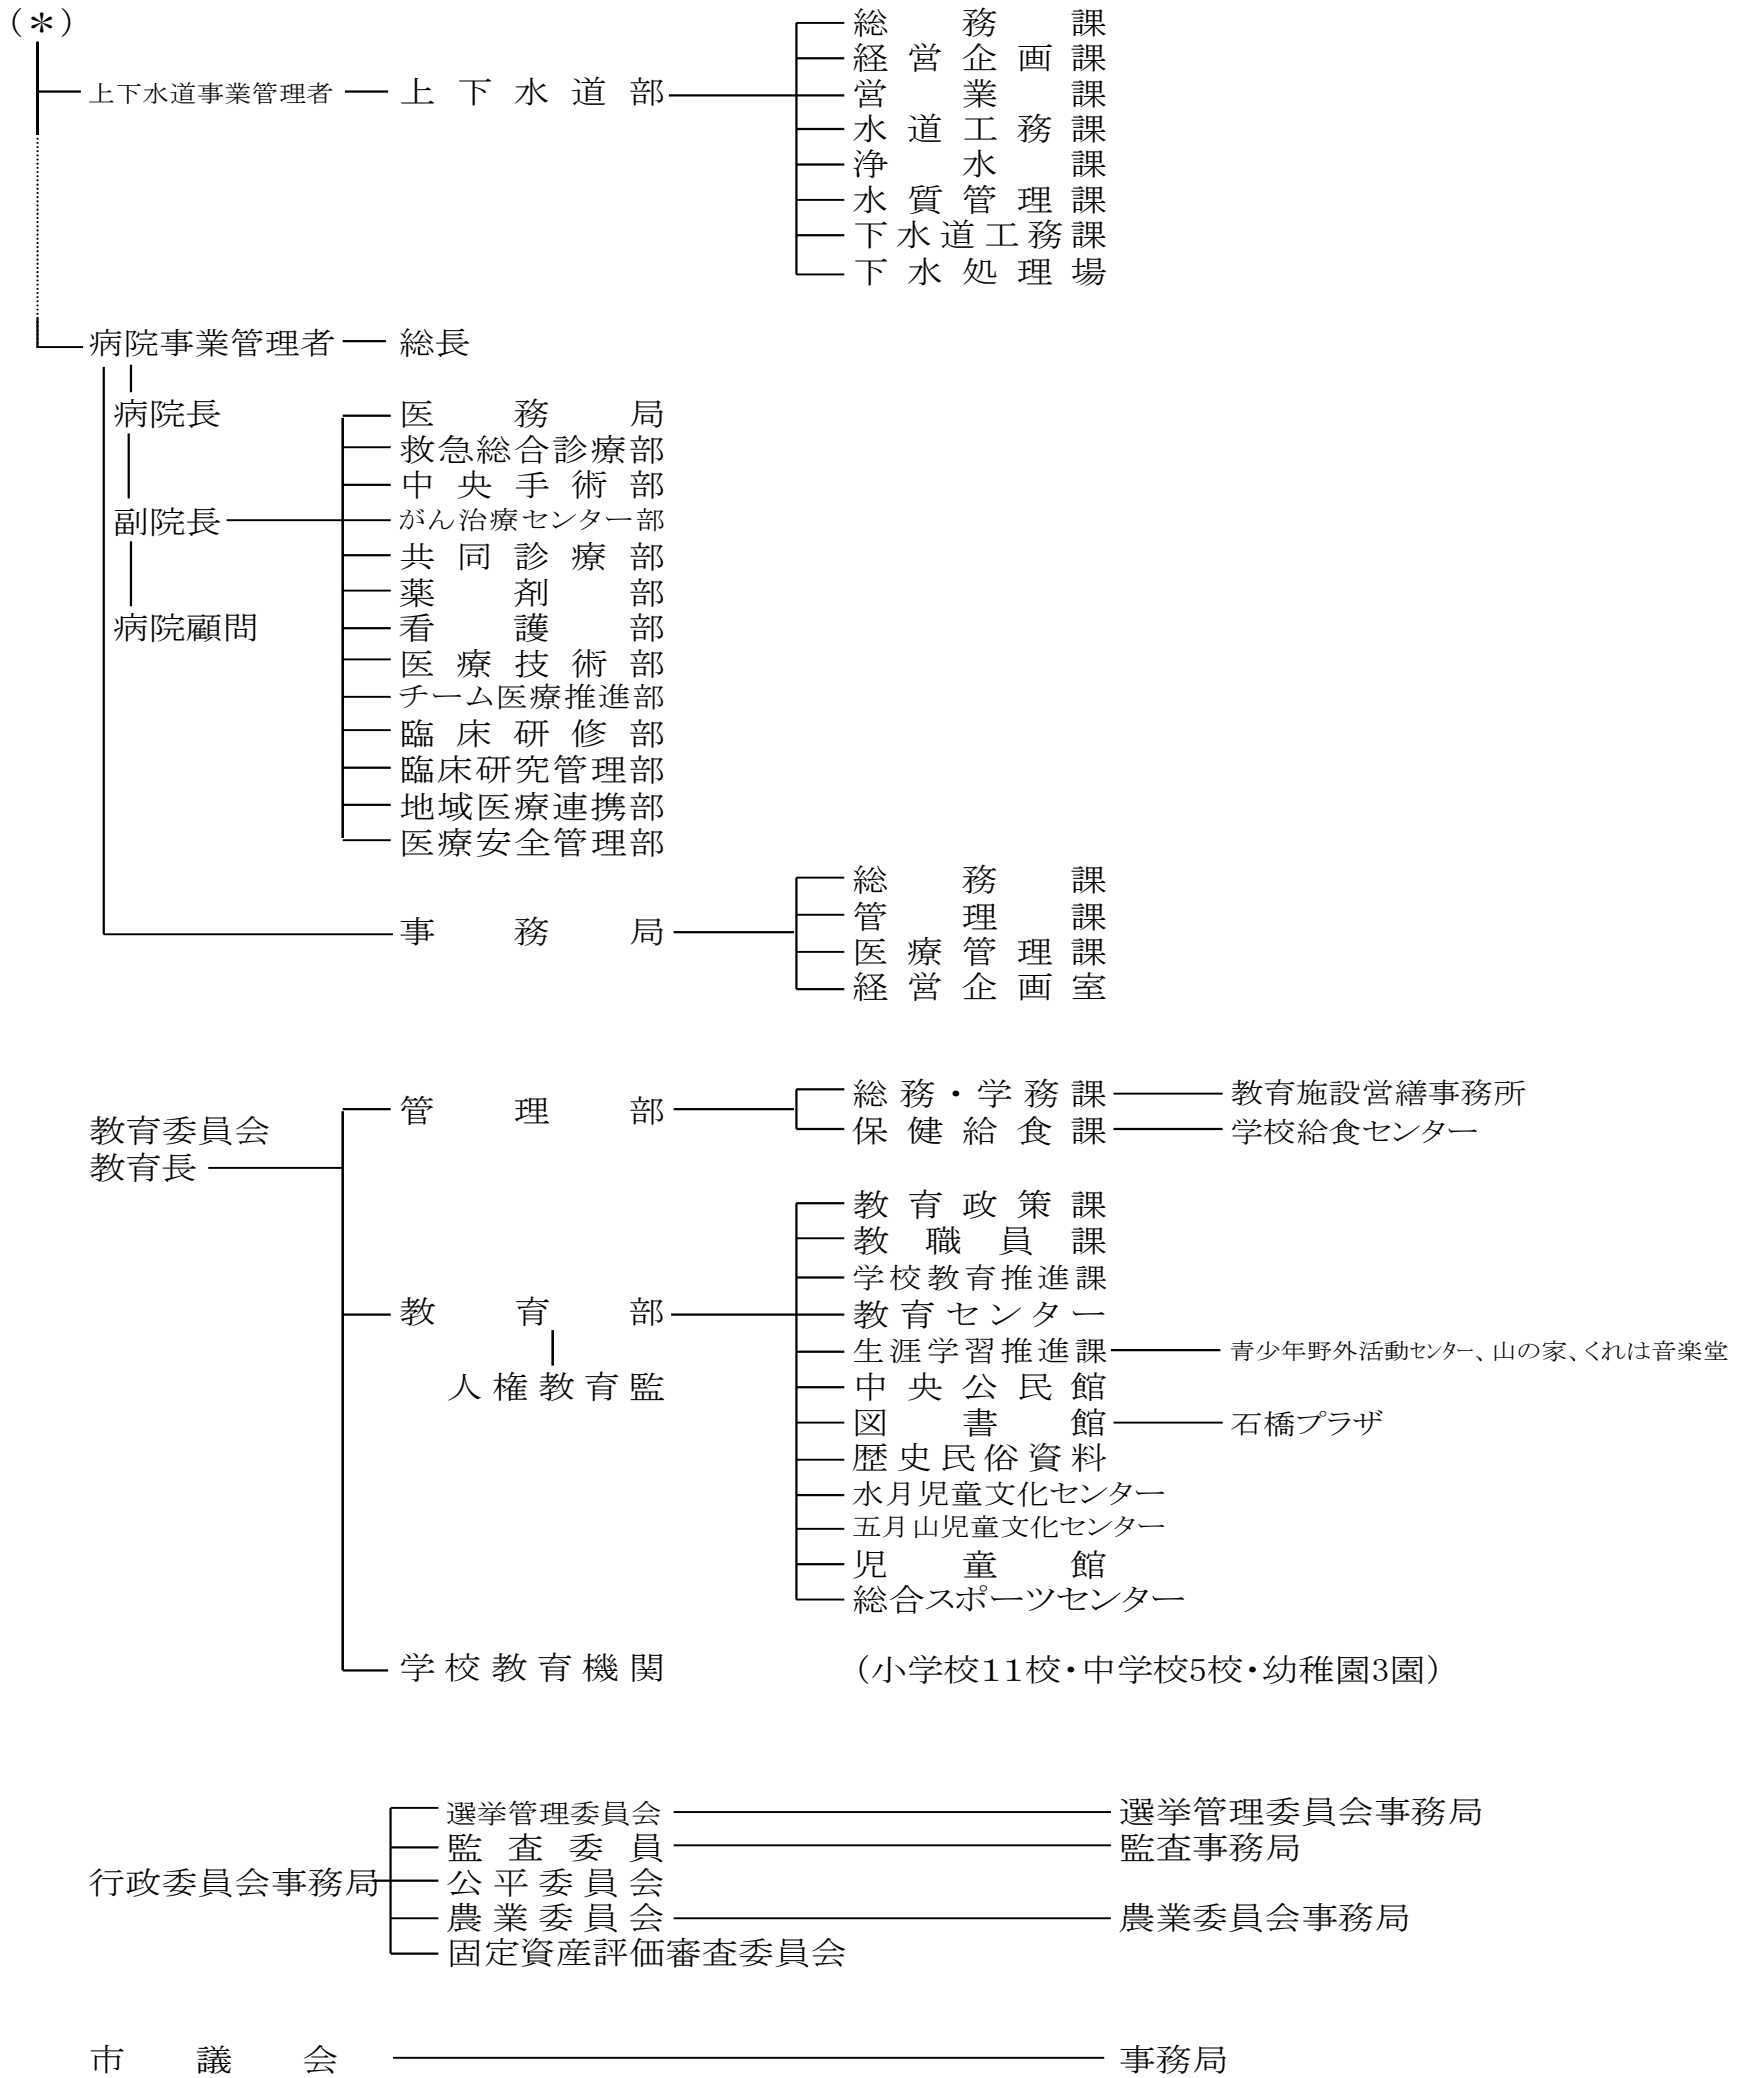 （＊）
総務課
経営企画課
上下水道事業管理者 上下水道部 営業課
水道工務課
浄水課
水質管理課
下水道工務課
下水処理場
病院事業管理者 総長
病院長 医務局
救急総合診療部
中央手術部
副院長 がん治療センター部
共同診療部
薬剤部
病院顧問 看護部
医療技術部
チーム医療推進部
臨床研修部
臨床研究管理部
地域医療連携部
医療安全管理部
総務課
事務局 管理課
医療管理課
経営企画室
管理部 総務・学務課 教育施設営繕事務所
教育委員会 保健給食課 学校給食センター
教育長
教育政策課
教職員課
学校教育推進課
教育部 教育センター
生涯学習推進課 青少年野外活動センター、山の家、くれは音楽堂
人権教育監 中央公民館
図書館 石橋プラザ
歴史民俗資料
水月児童文化センター
五月山児童文化センター
児童館
総合スポーツセンター
学校教育機関 （小学校11校・中学校5校・幼稚園3園）
選挙管理委員会 選挙管理委員会事務局
監査委員 監査事務局
行政委員会事務局 公平委員会
農業委員会 農業委員会事務局
固定資産評価審査委員会
市議会 事務局